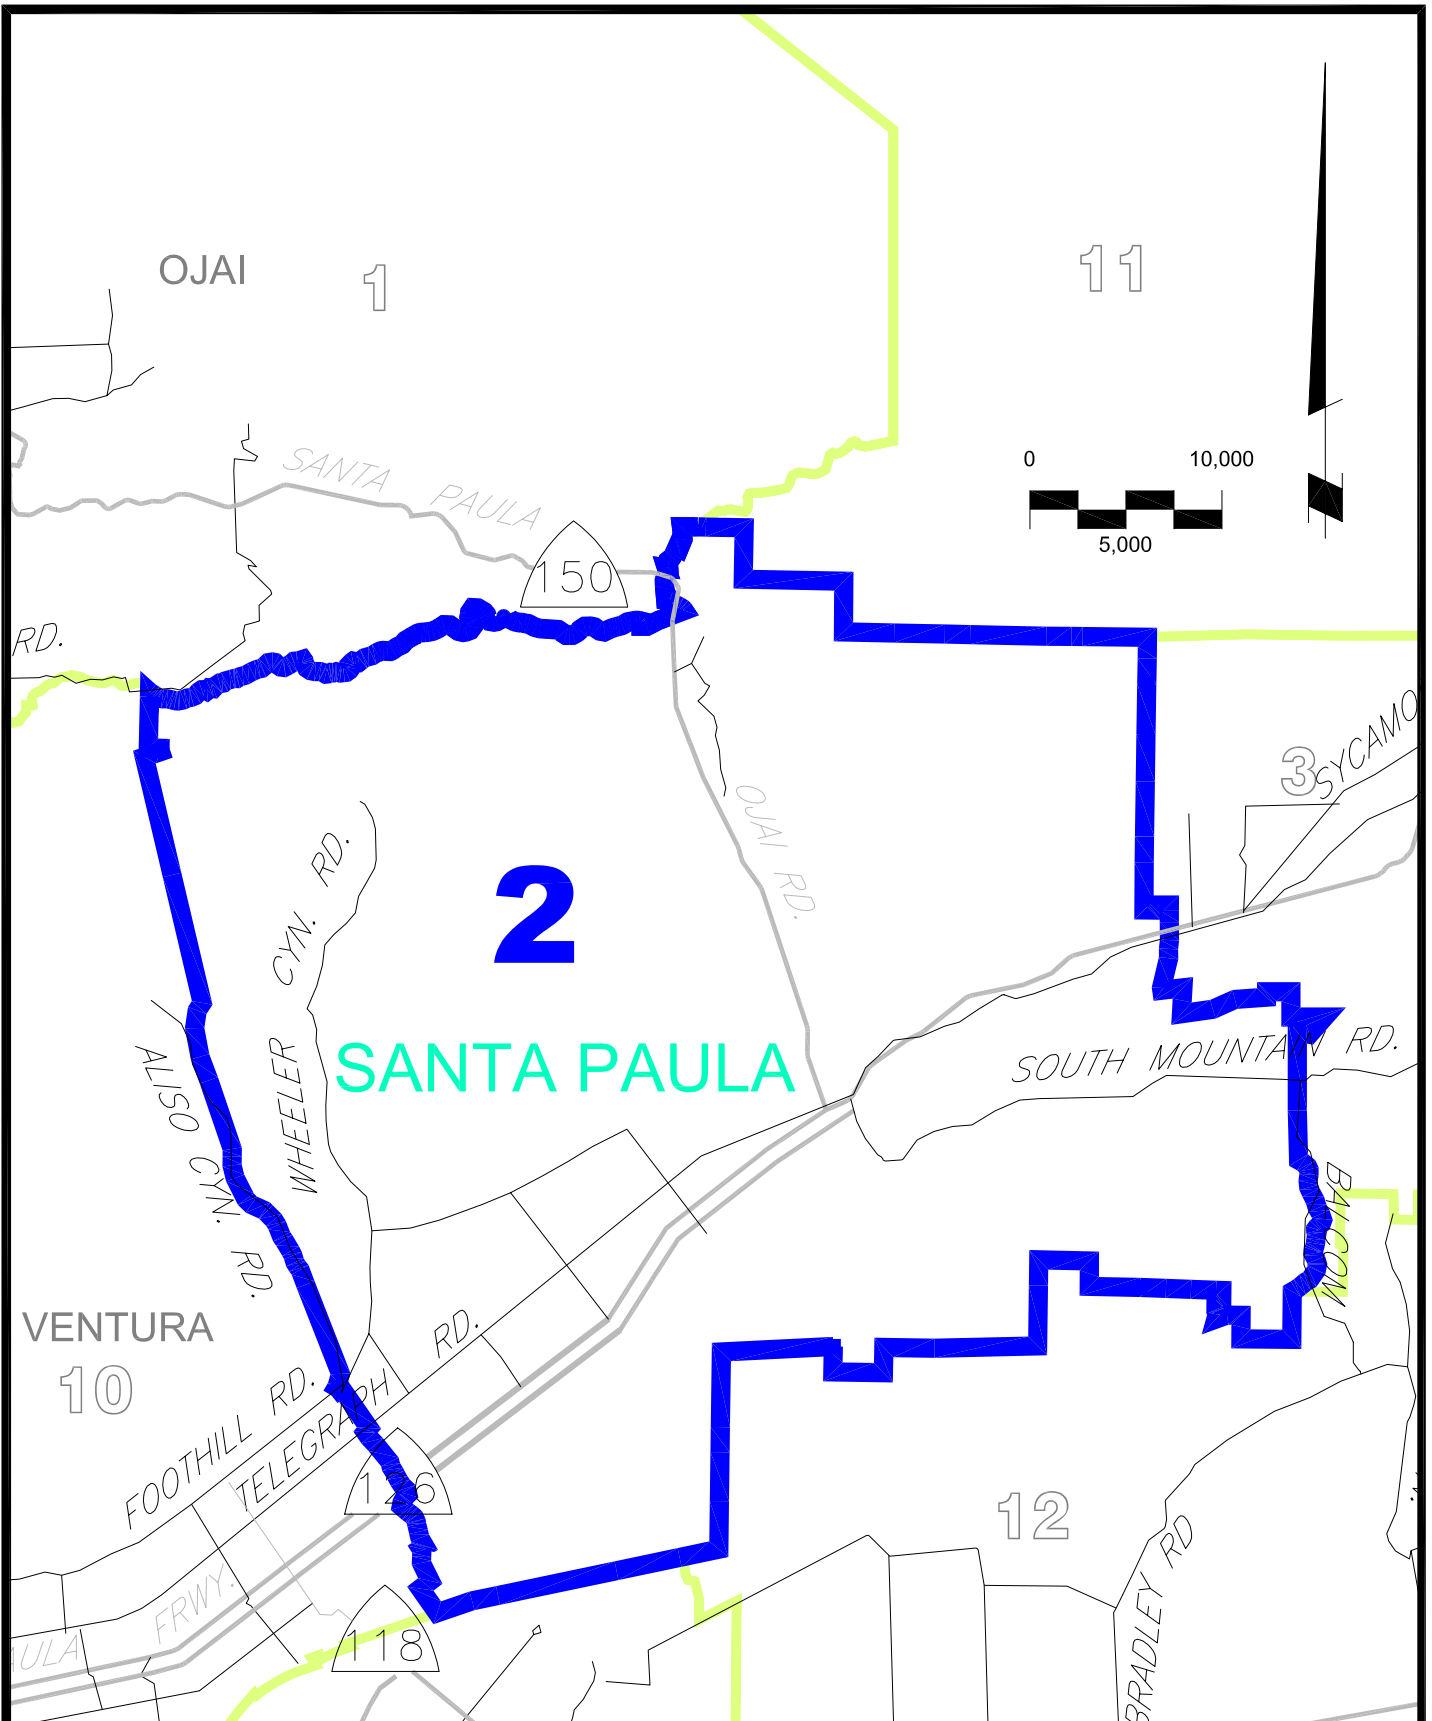 OJAI
1
11
SANTA PAULA
0 10,000
5,000
150
RD.
SYCAMO
3
OJAI RD.
WHEELER CYN. RD.
2
SANTA PAULA
SOUTH MOUNTAIN RD.
ALISO CYN. RD.
BALCOM
VENTURA
10
FOOTHILL RD.
TELEGRAPH RD.
126
12
BRADLEY RD
AULA FRWY.
118